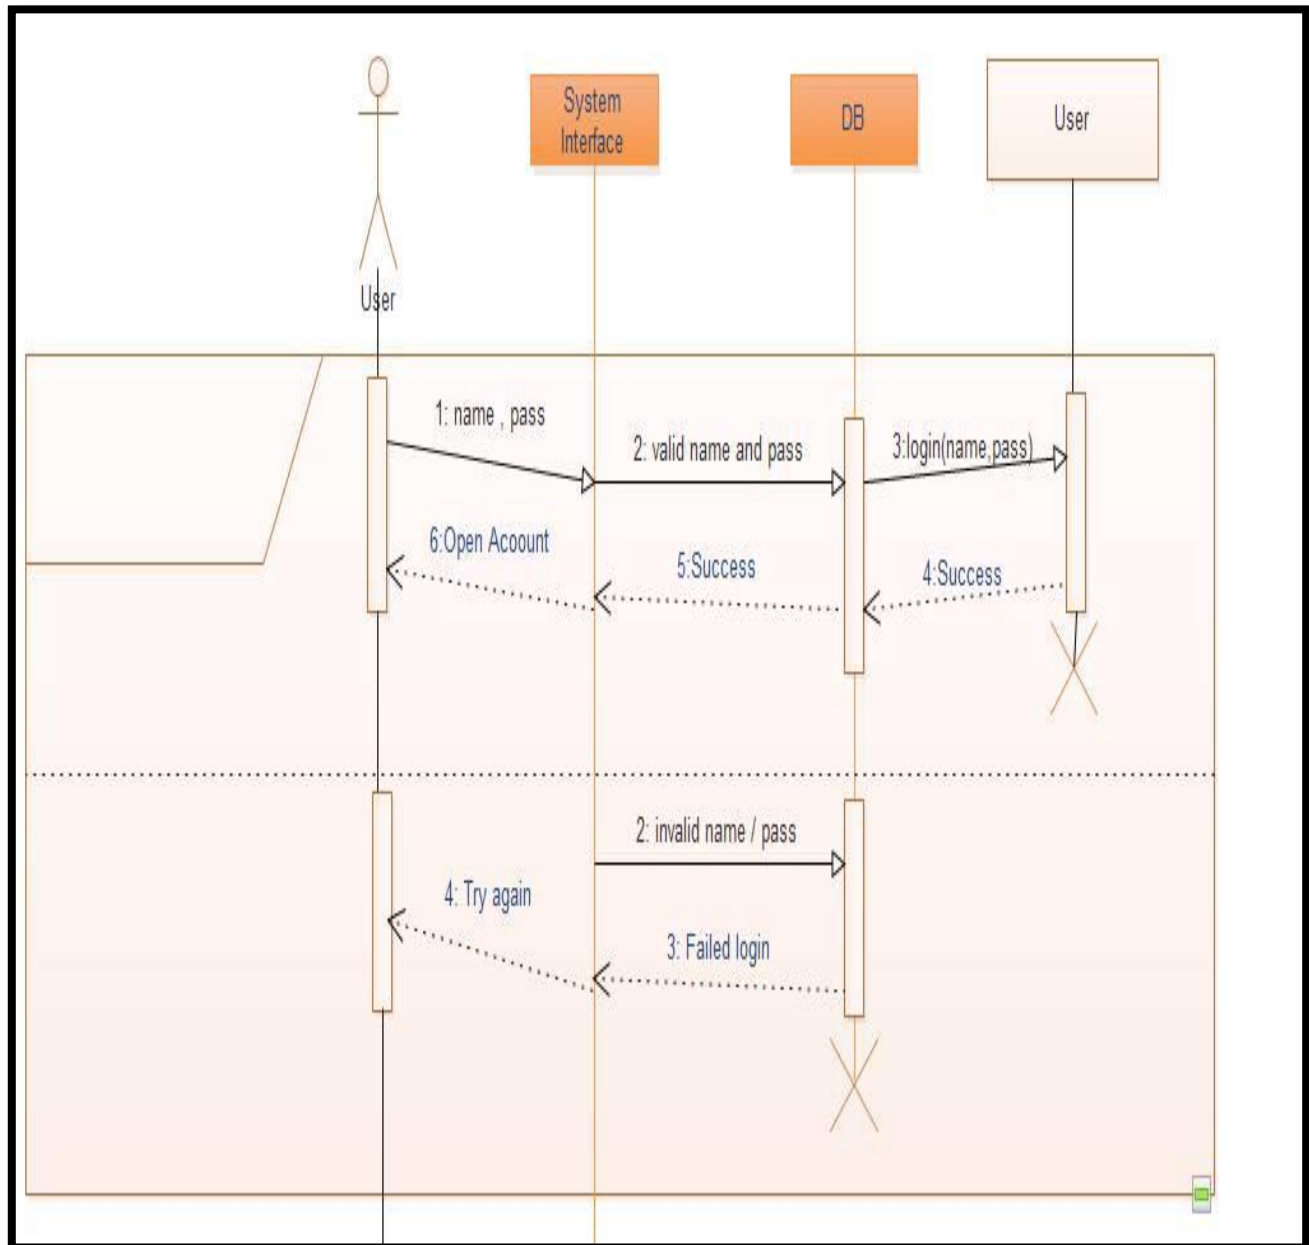 System
Interface
DB
User
User
1: name , pass
2: valid name and pass
3:login(name,pass)
6:Open Acoount
5:Success
4:Success
2: invalid name / pass
4: Try again
3: Failed login